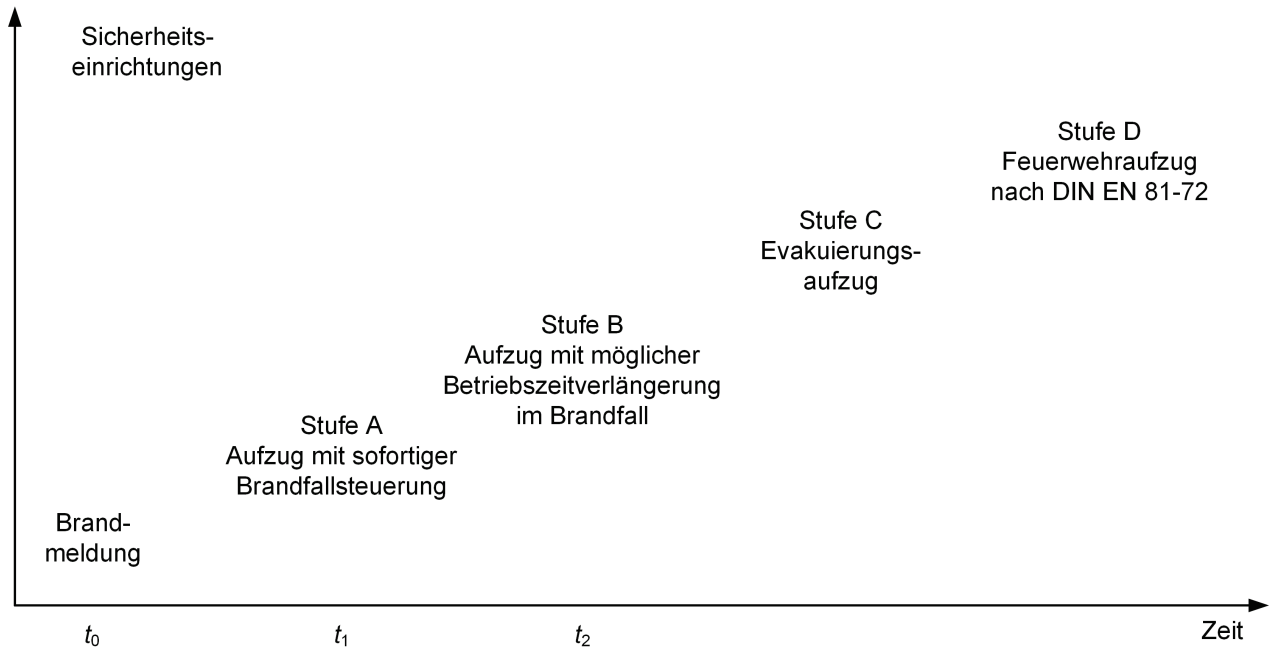 Sicherheits-
einrichtungen
Stufe D
Feuerwehraufzug
nach DIN EN 81-72
Stufe C
Evakuierungs-
aufzug
Stufe B
Aufzug mit möglicher
Betriebszeitverlängerung
im Brandfall
Stufe A
Aufzug mit sofortiger
Brandfallsteuerung
Brand-
meldung
t0 t1 t2 Zeit